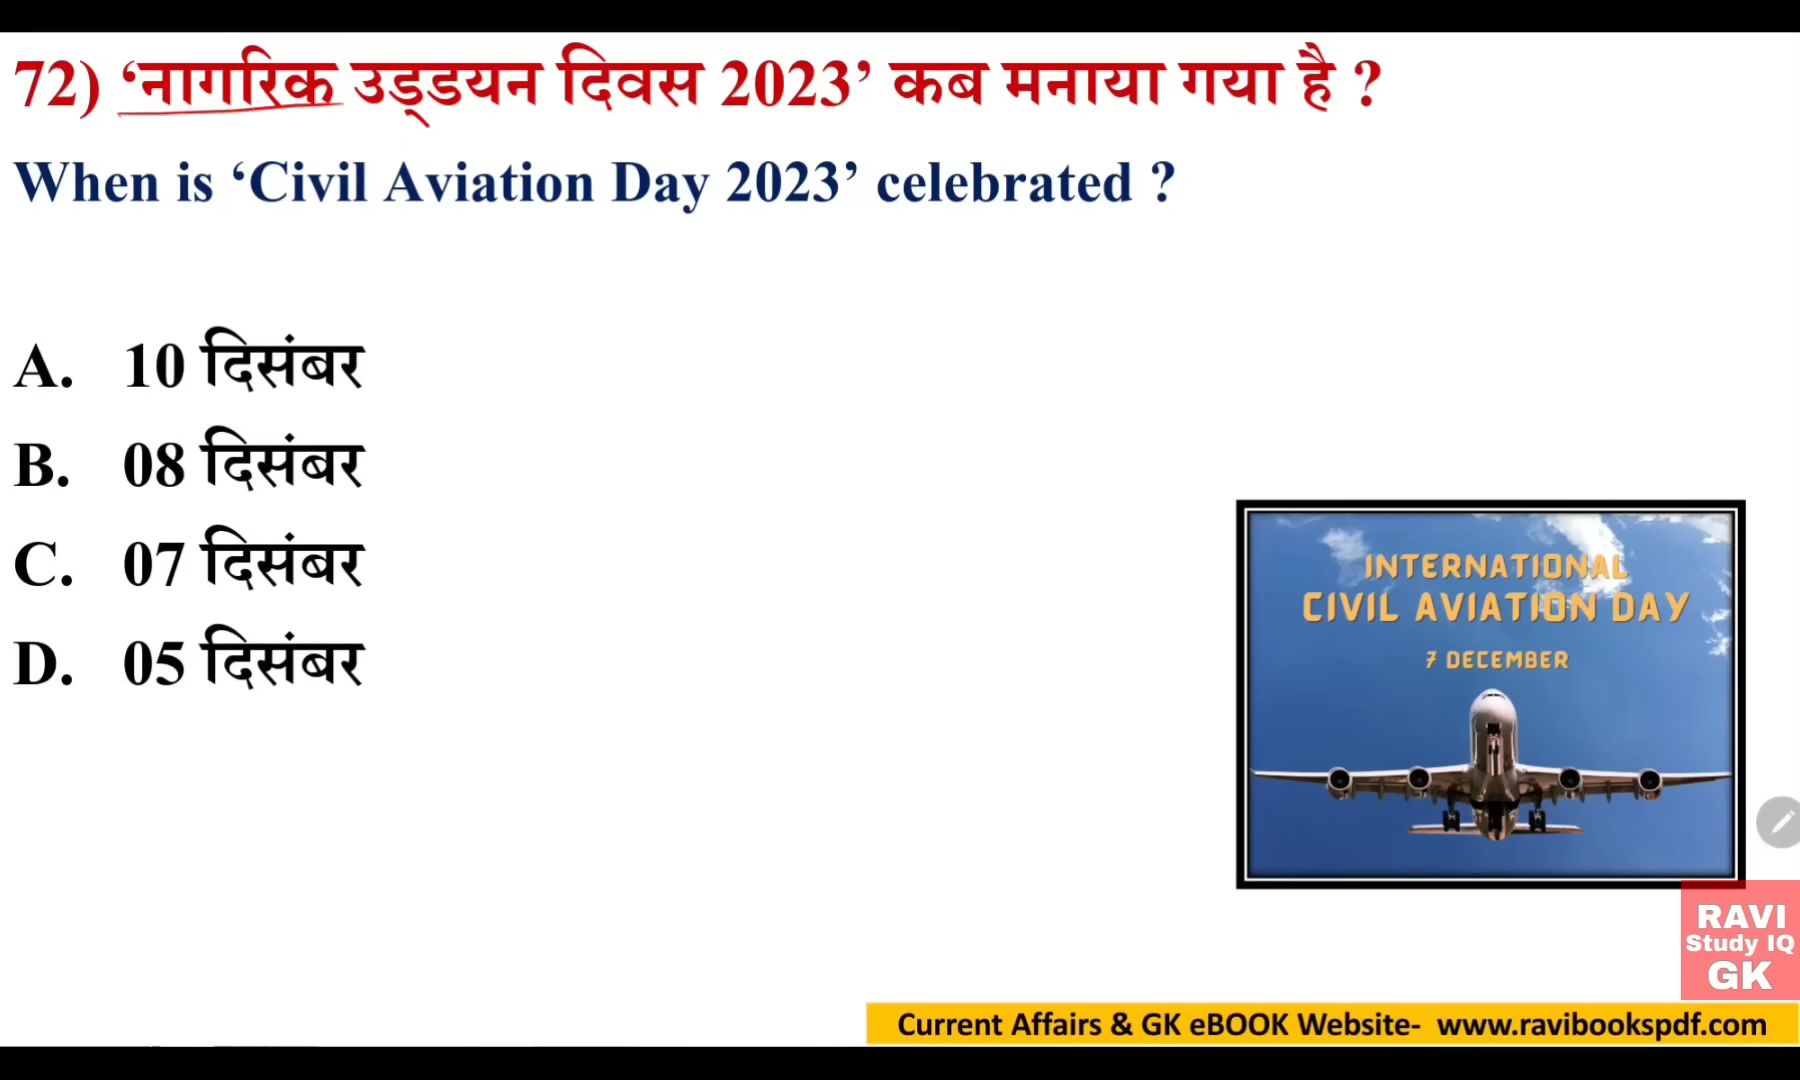 72) ‘नागरिक उड्डयन दिवस 2023’ कब मनाया गया है ?
When is ‘Civil Aviation Day 2023’ celebrated ?
A. 10 दिसंबर
B. 08 दिसंबर
C. 07 दिसंबर
D. 05 दिसंबर
INTERNATIONAL
CIVIL AVIATION DAY
7 DECEMBER
RAVI
Study IQ
GK
Current Affairs & GK eBOOK Website- www.ravibookspdf.com